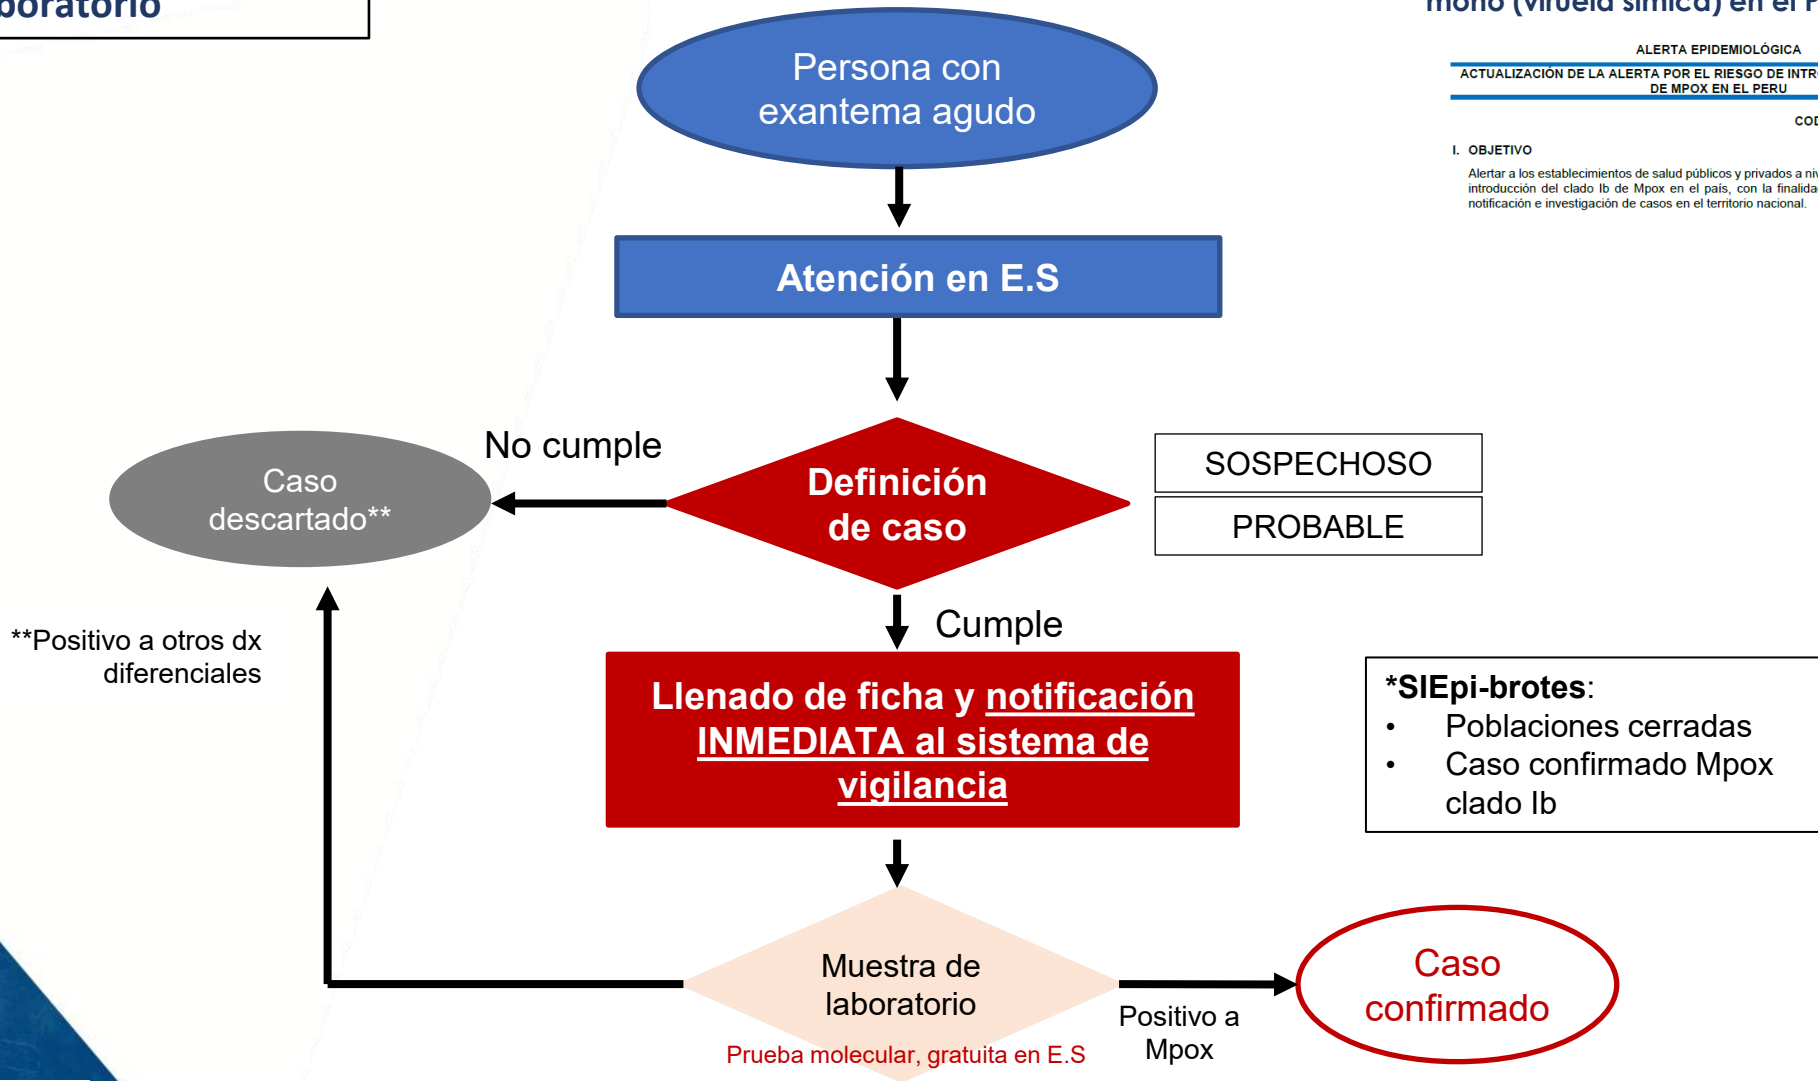 mono (viruela símica) en el P
ALERTA EPIDEMIOLÓGICA
ACTUALIZACIÓN DE LA ALERTA POR EL RIESGO DE INTR
DE MPOX EN EL PERU
I. OBJETIVO
Alertar a los establecimientos de salud públicos y privados a
introducción del clado Ib de Mpox en el país, con la
notificación e investigación de casos en el territorio nacional.
Persona con
exantema agudo
Atención en E.S
No cumple
Definición
de caso
SOSPECHOSO
PROBABLE
Caso
descartado**
**Positivo a otros dx
diferenciales
Cumple
Llenado de ficha y notificación
INMEDIATA al sistema de
vigilancia
*SIEpi-brotes:
• Poblaciones cerradas
• Caso confirmado Mpox
clado Ib
Muestra de
laboratorio
Prueba molecular, gratuita en E.S
Positivo a
Mpox
Caso
confirmado